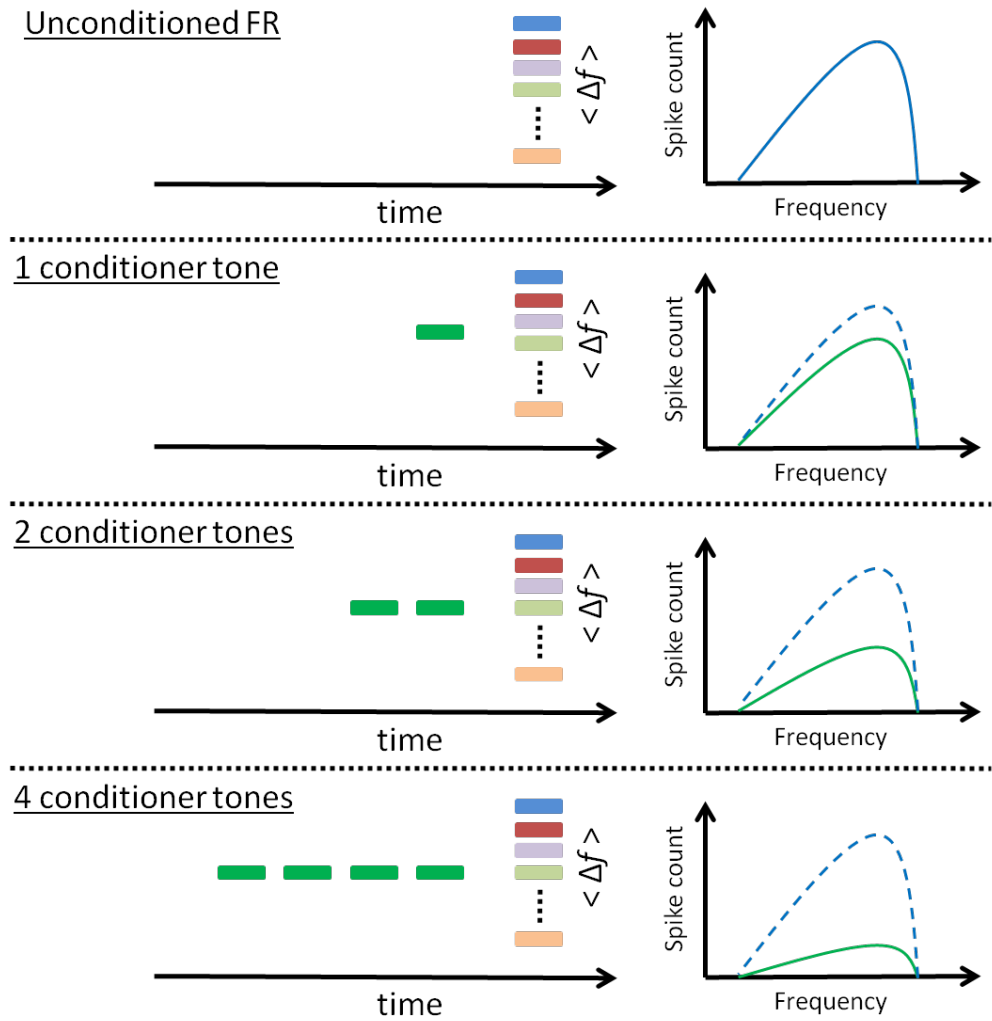 Unconditioned FR
< Δf >
time
Spike count
Frequency
1 conditioner tone
< Δf >
time
Spike count
Frequency
2 conditioner tones
< Δf >
time
Spike count
Frequency
4 conditioner tones
< Δf >
time
Spike count
Frequency